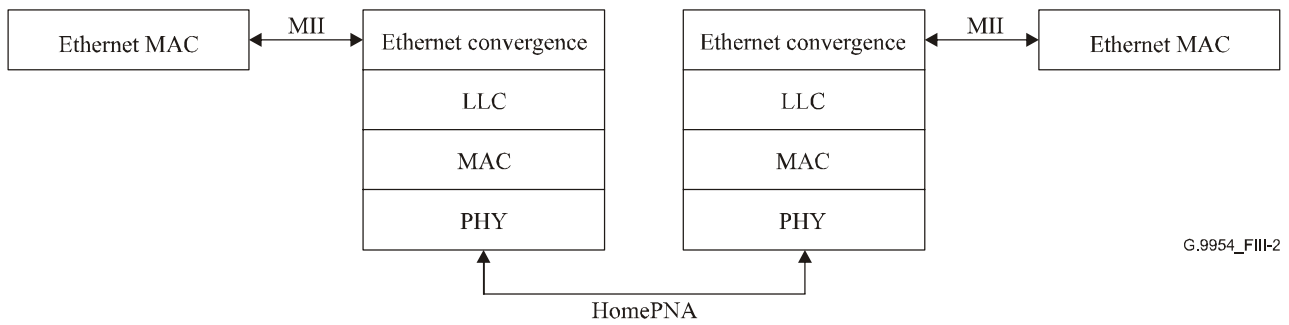 Ethernet MAC
MII
Ethernet convergence
Ethernet convergence
MII
Ethernet MAC
LLC
LLC
MAC
MAC
PHY
PHY
G.9954_FIII-2
HomePNA